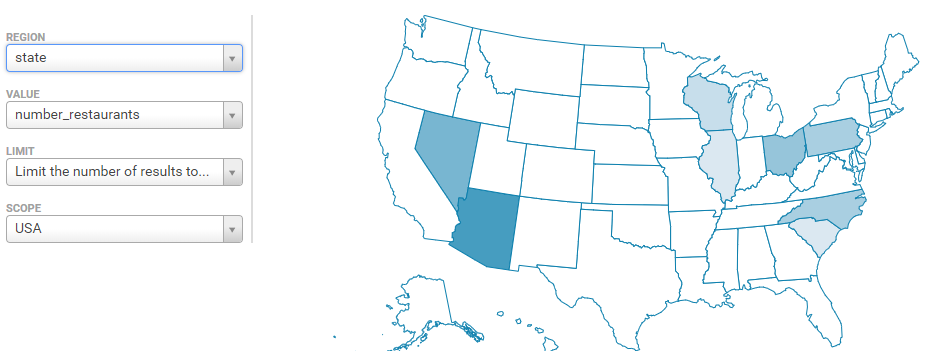 REGION
state
VALUE
number_restaurants
LIMIT
Limit the number of results to...
SCOPE
USA